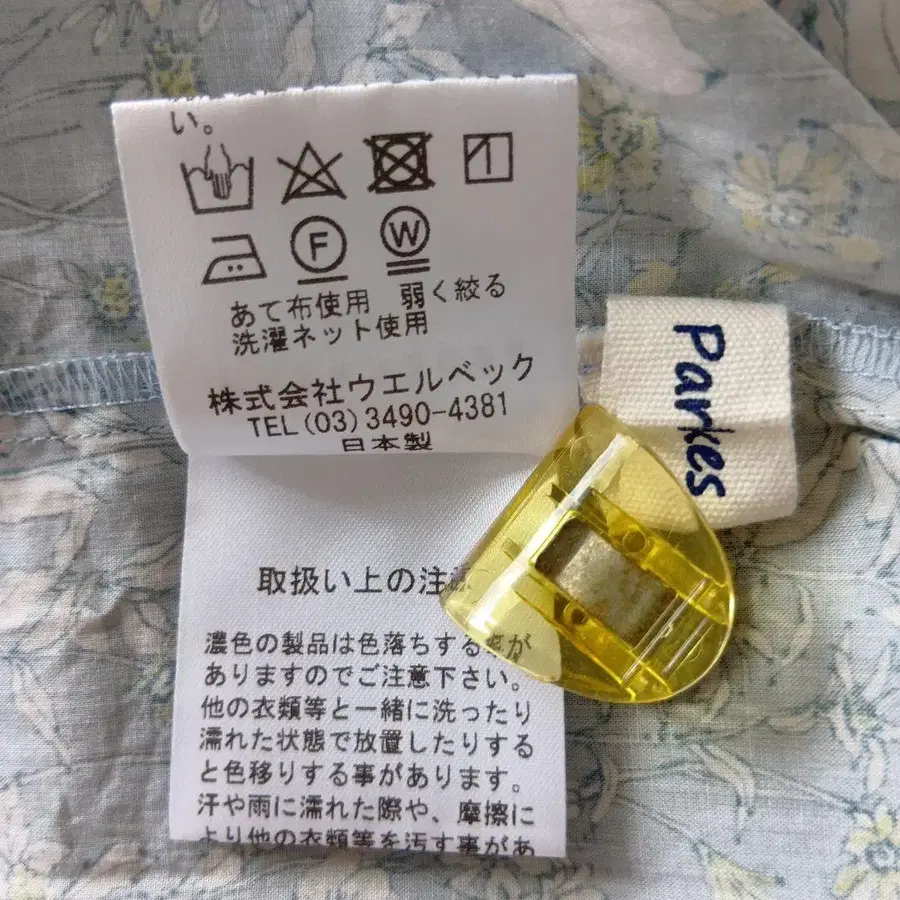 い。
F W
あて布使用 弱く絞る
洗濯ネット使用
株式会社ウエルベック
TEL(03)3490-4381
日本製
Parkes
取扱い上の注意
濃色の製品は色落ちする事が
ありますのでご注意下さい。
他の衣類等と一緒に洗ったり
濡れた状態で放置したりする
と色移りする事があります。
汗や雨に濡れた際や、摩擦に
より他の衣類等を汚す事があ